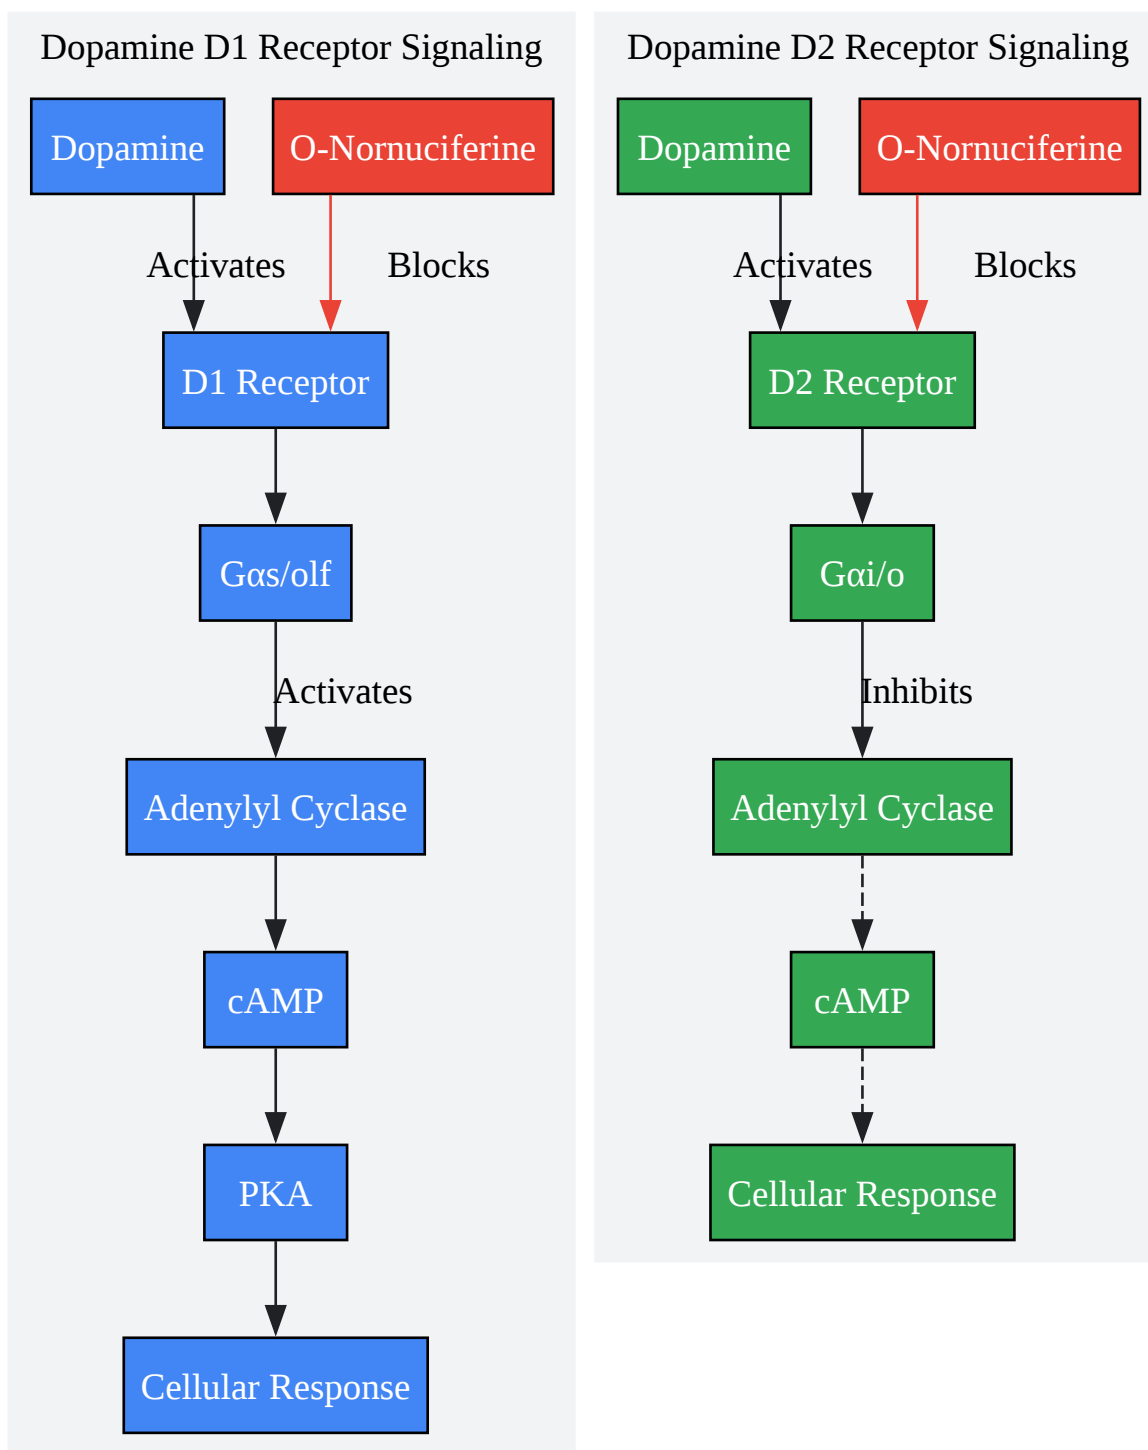 Dopamine D1 Receptor Signaling
Dopamine
O-Nornuciferine
Activates
Blocks
D1 Receptor
Gαs/olf
Activates
Adenylyl Cyclase
cAMP
PKA
Cellular Response
Dopamine D2 Receptor Signaling
Dopamine
O-Nornuciferine
Activates
Blocks
D2 Receptor
Gαi/o
Inhibits
Adenylyl Cyclase
cAMP
Cellular Response